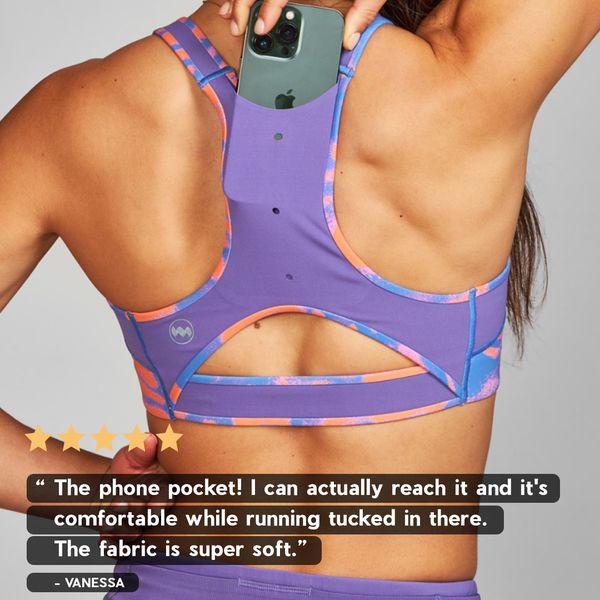 “ The phone pocket! I can actually reach it and it's
comfortable while running tucked in there.
The fabric is super soft.”
- VANESSA